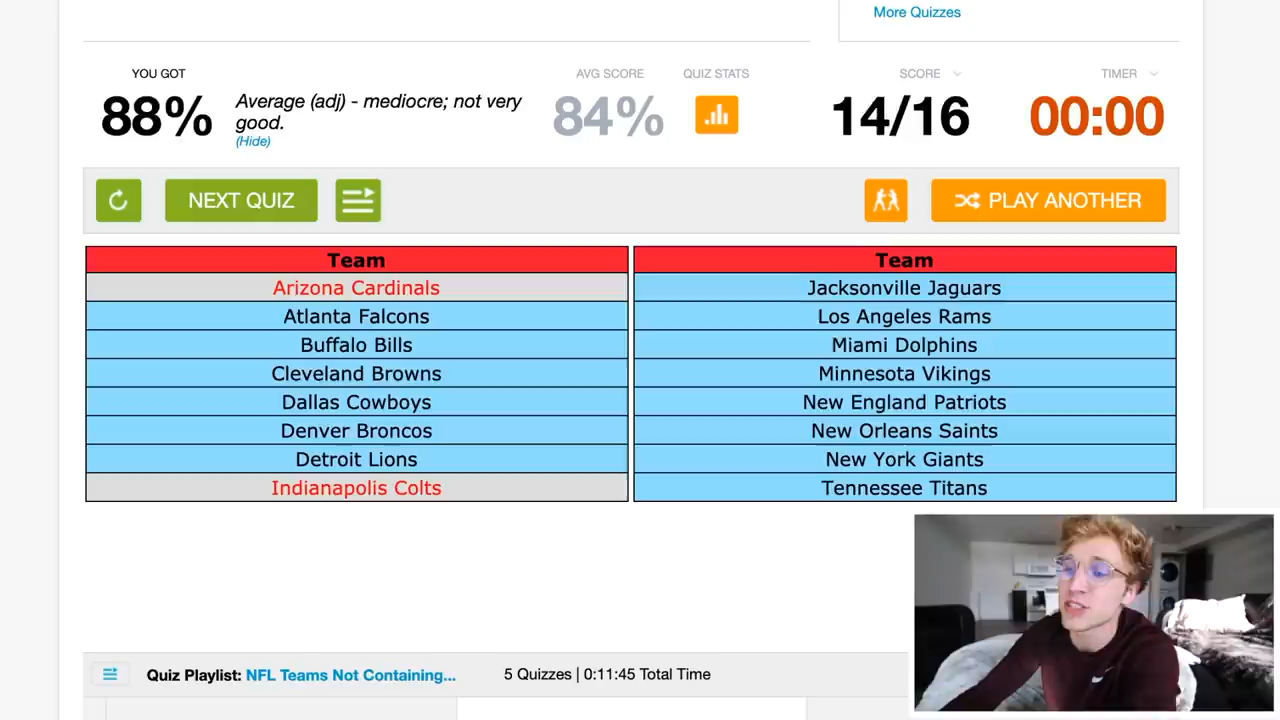 More Quizzes
YOU GOT
88%
Average (adj) - mediocre; not very
good.
(Hide)
AVG SCORE
84%
QUIZ STATS
SCORE
14/16
TIMER
00:00
NEXT QUIZ
PLAY ANOTHER
Team
Arizona Cardinals
Atlanta Falcons
Buffalo Bills
Cleveland Browns
Dallas Cowboys
Denver Broncos
Detroit Lions
Indianapolis Colts
Team
Jacksonville Jaguars
Los Angeles Rams
Miami Dolphins
Minnesota Vikings
New England Patriots
New Orleans Saints
New York Giants
Tennessee Titans
Quiz Playlist: NFL Teams Not Containing...
5 Quizzes | 0:11:45 Total Time